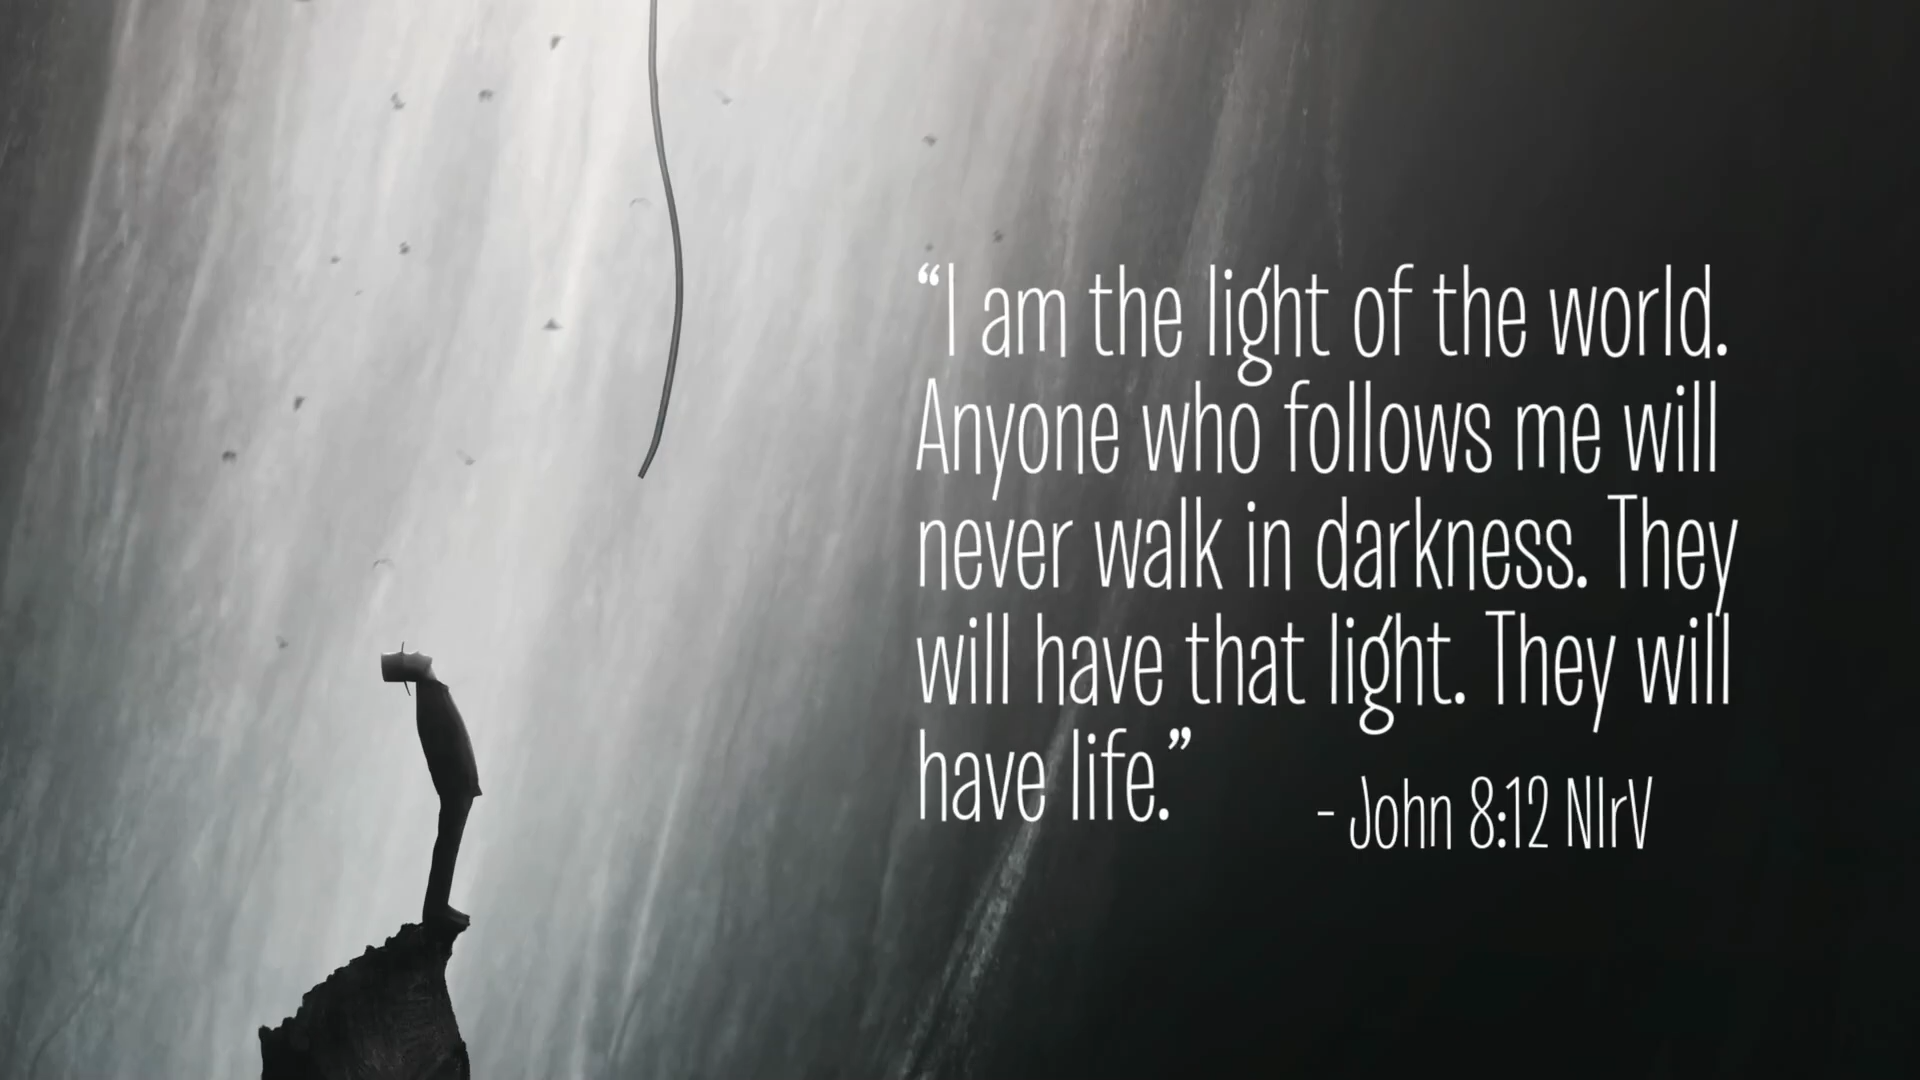 “I am the light of the world.
Anyone who follows me will
never walk in darkness. They
will have that light. They will
have life.”
- John 8:12 NIrV